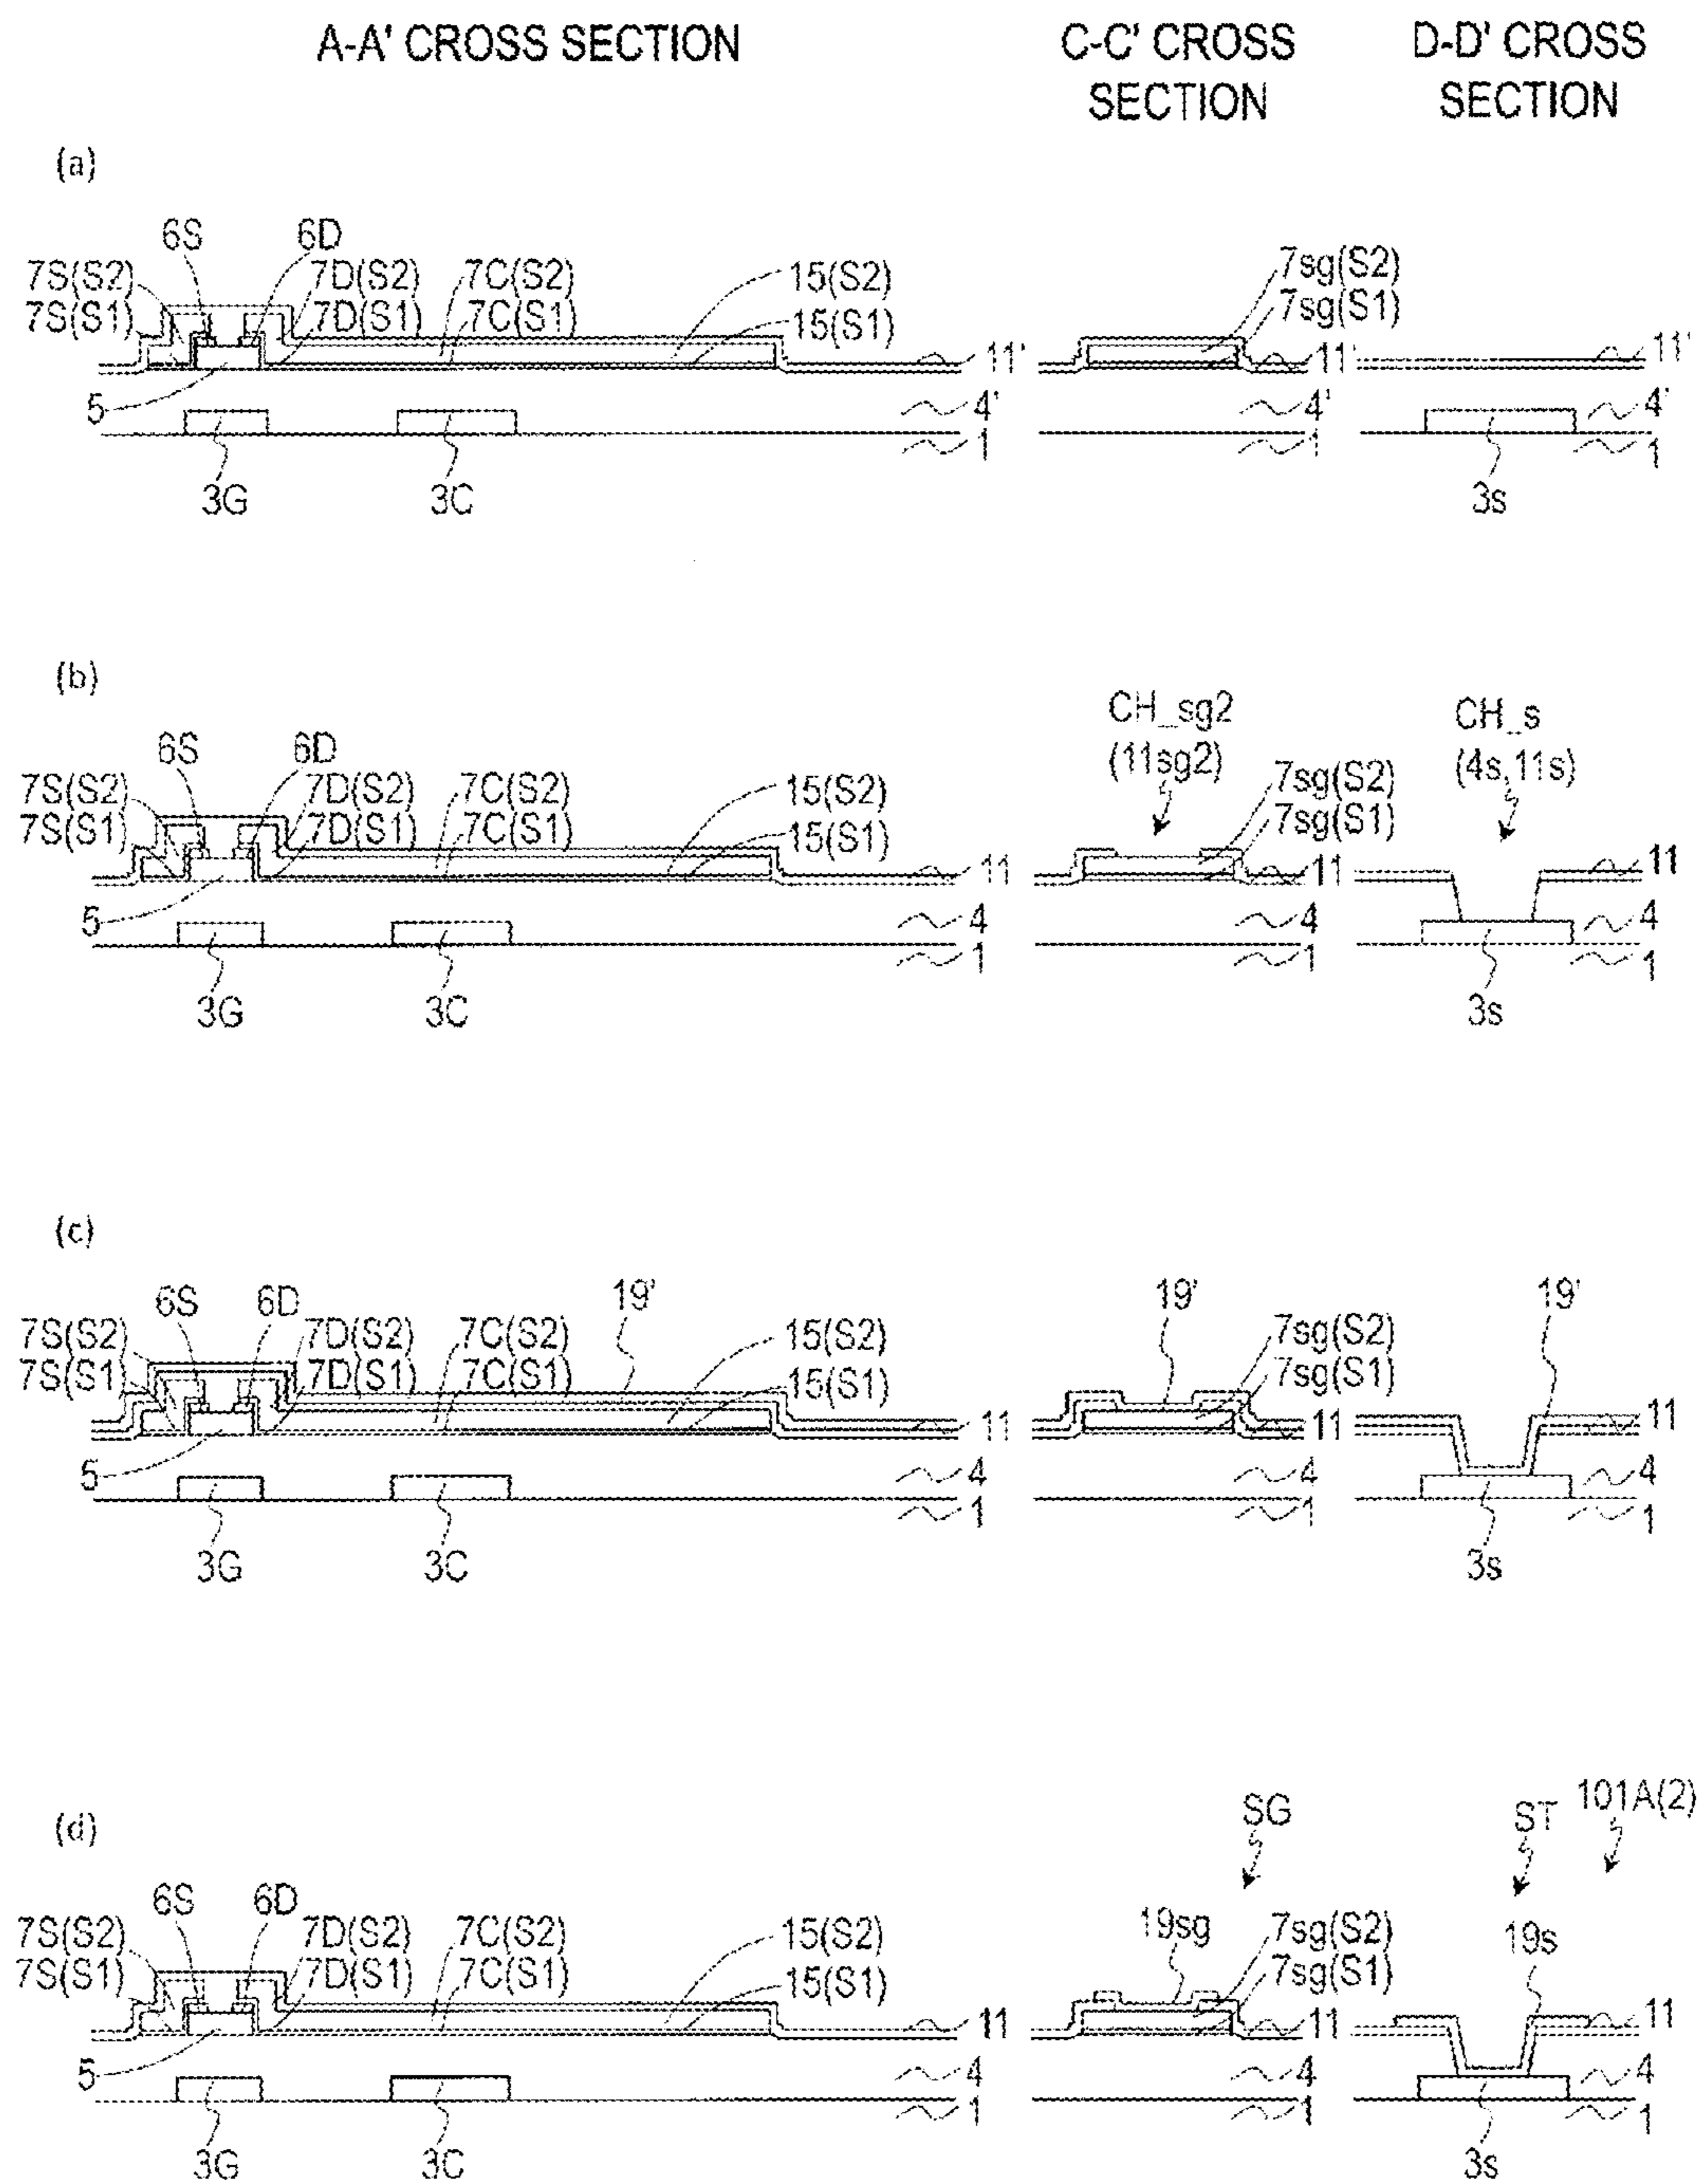 A-A' CROSS SECTION
C-C' CROSS
SECTION
D-D' CROSS
SECTION
(a)
6S
6D
7S(S2)
7S(S1)
7D(S2)
7D(S1)
7C(S2)
7C(S1)
15(S2)
15(S1)
11'
5
4'
1
3G
3C
7sg(S2)
7sg(S1)
11'
4'
1
11'
4'
1
3s
(b)
6S
6D
7S(S2)
7S(S1)
7D(S2)
7D(S1)
7C(S2)
7C(S1)
15(S2)
15(S1)
11
5
4
1
3G
3C
CH_sg2
(11sg2)
7sg(S2)
7sg(S1)
11
4
1
CH_s
(4s,11s)
11
4
1
3s
(c)
6S
6D
19'
7S(S2)
7S(S1)
7D(S2)
7D(S1)
7C(S2)
7C(S1)
15(S2)
15(S1)
11
5
4
1
3G
3C
19'
7sg(S2)
7sg(S1)
11
4
1
19'
11
4
1
3s
(d)
6S
6D
7S(S2)
7S(S1)
7D(S2)
7D(S1)
7C(S2)
7C(S1)
15(S2)
15(S1)
11
5
4
1
3G
3C
SG
19sg
7sg(S2)
7sg(S1)
11
4
1
ST
101A(2)
19s
11
4
1
3s